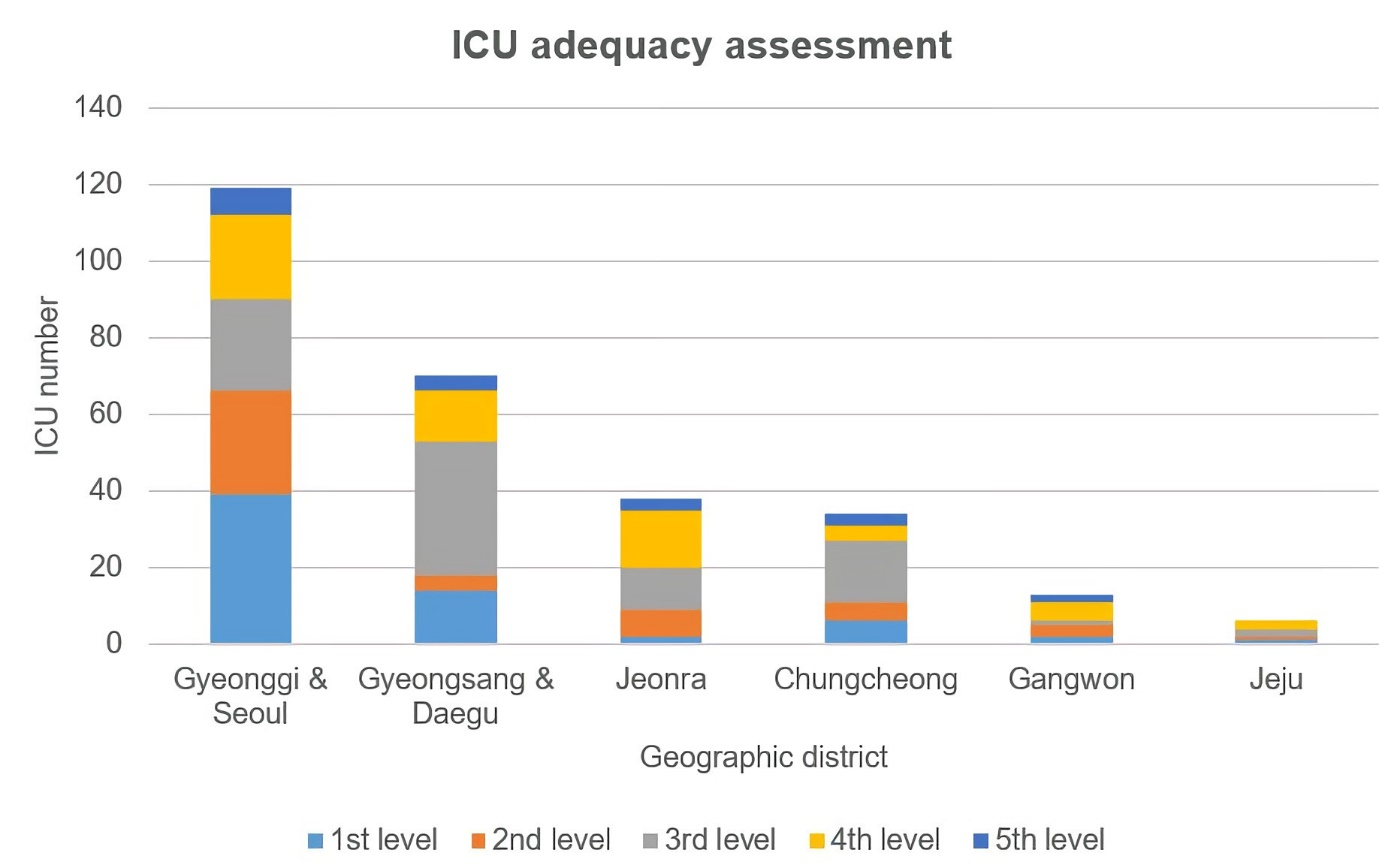 ICU adequacy assessment
140
120
100
80
60
40
20
0
ICU number
Gyeonggi &
Seoul
Gyeongsang &
Daegu
Jeonra
Chungcheong
Gangwon
Jeju
Geographic district
1st level
2nd level
3rd level
4th level
5th level